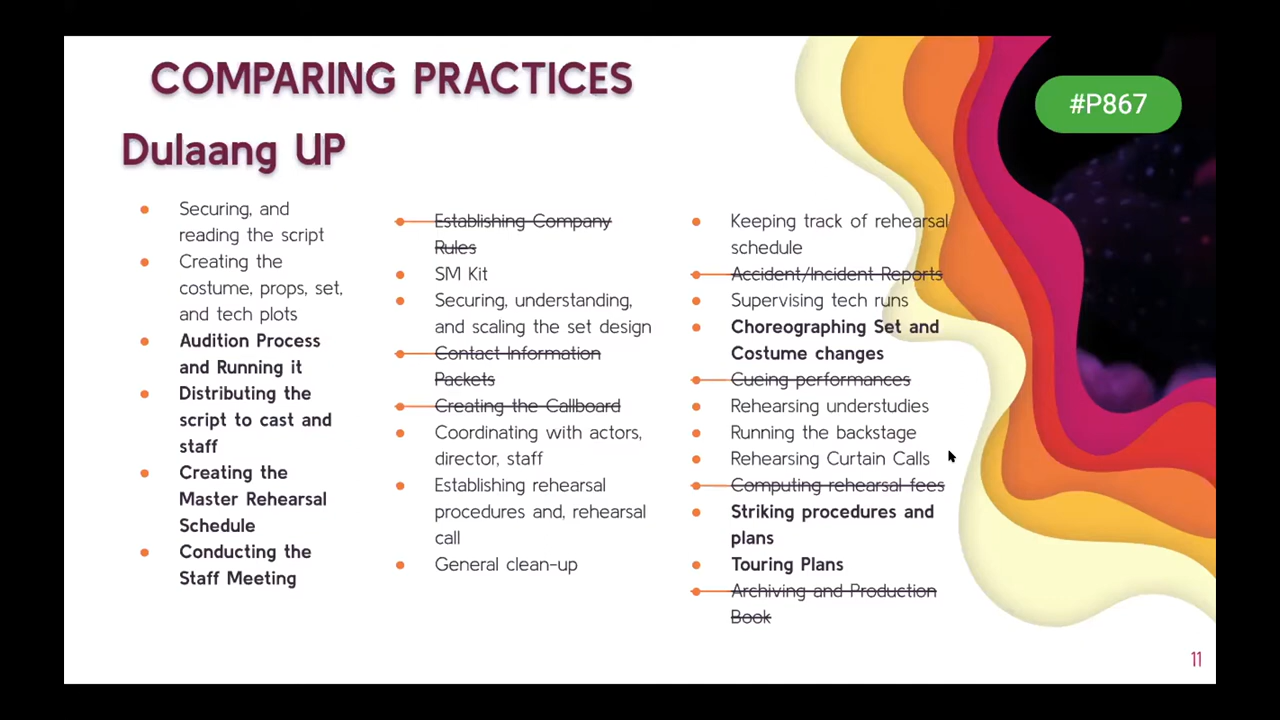 COMPARING PRACTICES
#P867
Dulaang UP
Securing, and
reading the script
Creating the
costume, props, set,
and tech plots
Audition Process
and Running it
Distributing the
script to cast and
staff
Creating the
Master Rehearsal
Schedule
Conducting the
Staff Meeting
Establishing Company
Rules
SM Kit
Securing, understanding,
and scaling the set design
Contact Information
Packets
Creating the Callboard
Coordinating with actors,
director, staff
Establishing rehearsal
procedures and, rehearsal
call
General clean-up
Keeping track of rehearsal
schedule
Accident/Incident Reports
Supervising tech runs
Choreographing Set and
Costume changes
Cueing performances
Rehearsing understudies
Running the backstage
Rehearsing Curtain Calls
Computing rehearsal fees
Striking procedures and
plans
Touring Plans
Archiving and Production
Book
11